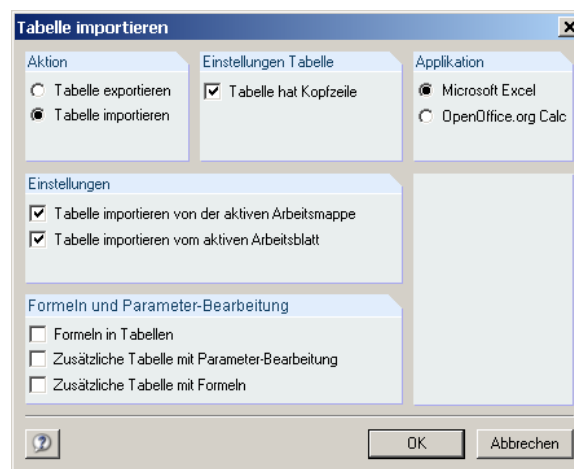 Tabelle importieren
Aktion
Tabelle exportieren
Tabelle importieren
Einstellungen Tabelle
Tabelle hat Kopfzeile
Applikation
Microsoft Excel
OpenOffice.org Calc
Einstellungen
Tabelle importieren von der aktiven Arbeitsmappe
Tabelle importieren vom aktiven Arbeitsblatt
Formeln und Parameter-Bearbeitung
Formeln in Tabellen
Zusätzliche Tabelle mit Parameter-Bearbeitung
Zusätzliche Tabelle mit Formeln
OK
Abbrechen